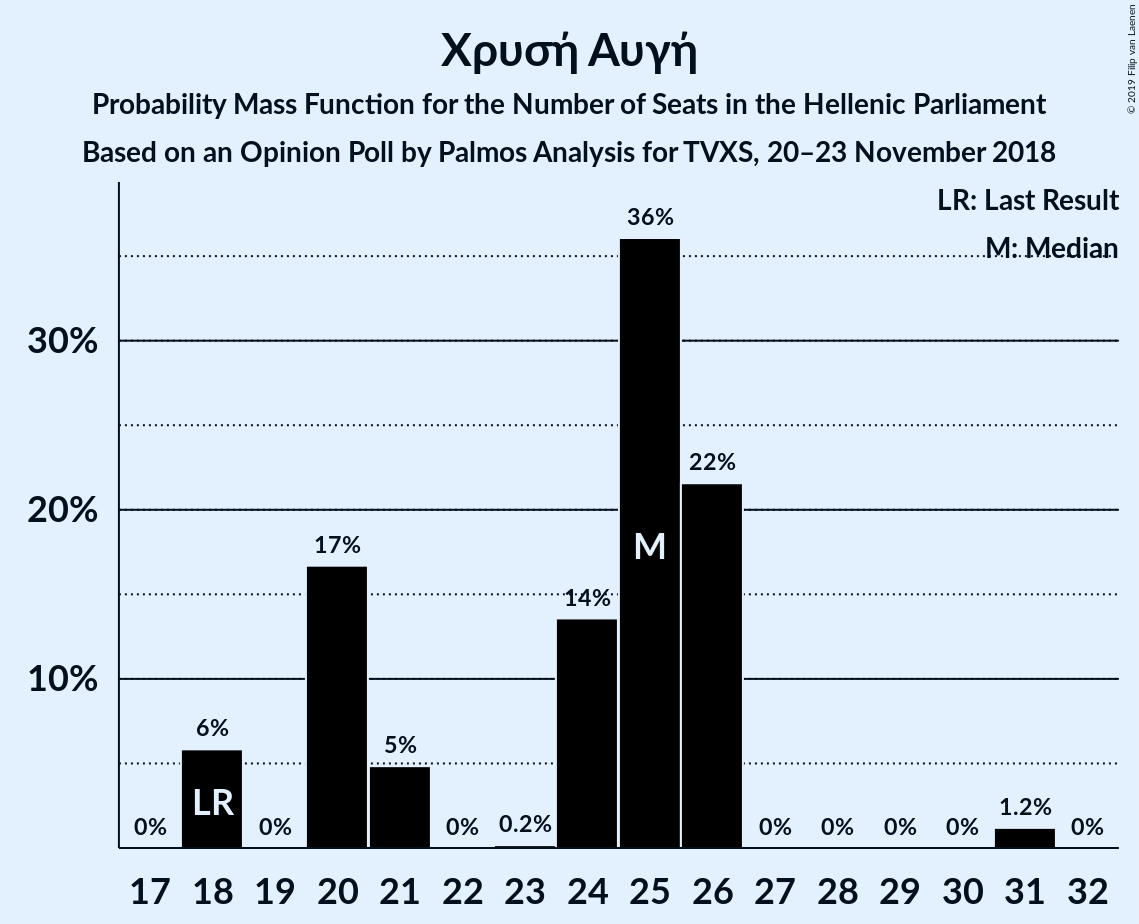 Χρυσή Αυγή
Probability Mass Function for the Number of Seats in the Hellenic Parliament
Based on an Opinion Poll by Palmos Analysis for TVXS, 20–23 November 2018
© 2019 Filip van Laenen
LR: Last Result
M: Median
30%
20%
10%
0%
6%
0%
17%
5%
0%
0.2%
14%
36%
22%
0%
0%
0%
0%
1.2%
0%
LR
M
17 18 19 20 21 22 23 24 25 26 27 28 29 30 31 32